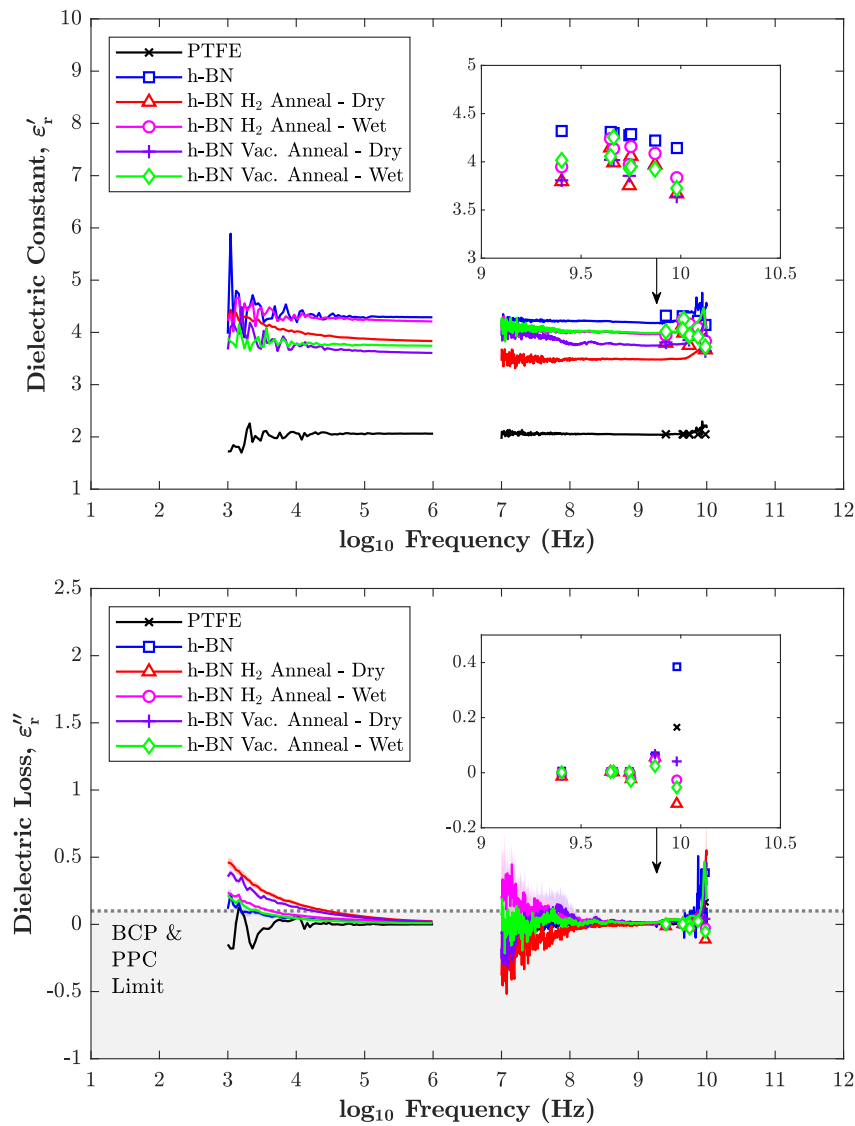 10
9
8
7
6
5
4
3
2
1
Dielectric Constant, ε′r
PTFE
h-BN
h-BN H₂ Anneal - Dry
h-BN H₂ Anneal - Wet
h-BN Vac. Anneal - Dry
h-BN Vac. Anneal - Wet
5
4.5
4
3.5
3
9 9.5 10 10.5
1 2 3 4 5 6 7 8 9 10 11 12
log₁₀ Frequency (Hz)
2.5
2
1.5
1
0.5
0
-0.5
-1
Dielectric Loss, ε″r
PTFE
h-BN
h-BN H₂ Anneal - Dry
h-BN H₂ Anneal - Wet
h-BN Vac. Anneal - Dry
h-BN Vac. Anneal - Wet
0.4
0.2
0
-0.2
9 9.5 10 10.5
BCP &
PPC
Limit
1 2 3 4 5 6 7 8 9 10 11 12
log₁₀ Frequency (Hz)